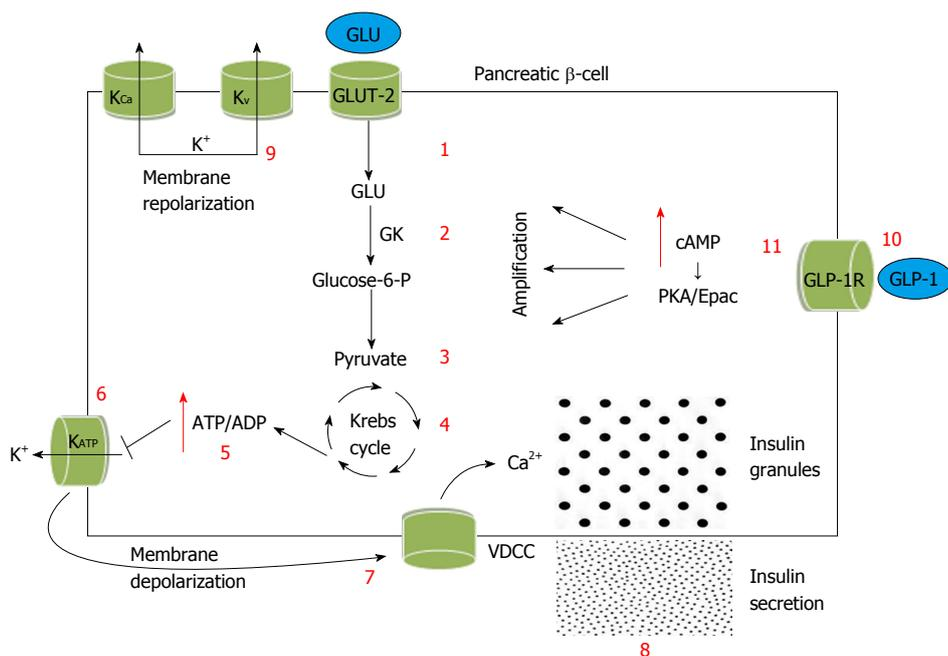 GLU
Pancreatic β-cell
KCa
Kv
GLUT-2
K+
9
1
Membrane
repolarization
GLU
2
GK
Glucose-6-P
Pyruvate
3
Krebs
cycle
4
ATP/ADP
5
6
KATP
K+
Membrane
depolarization
7
VDCC
Ca2+
Amplification
cAMP
↓
PKA/Epac
11
10
GLP-1R
GLP-1
Insulin
granules
Insulin
secretion
8